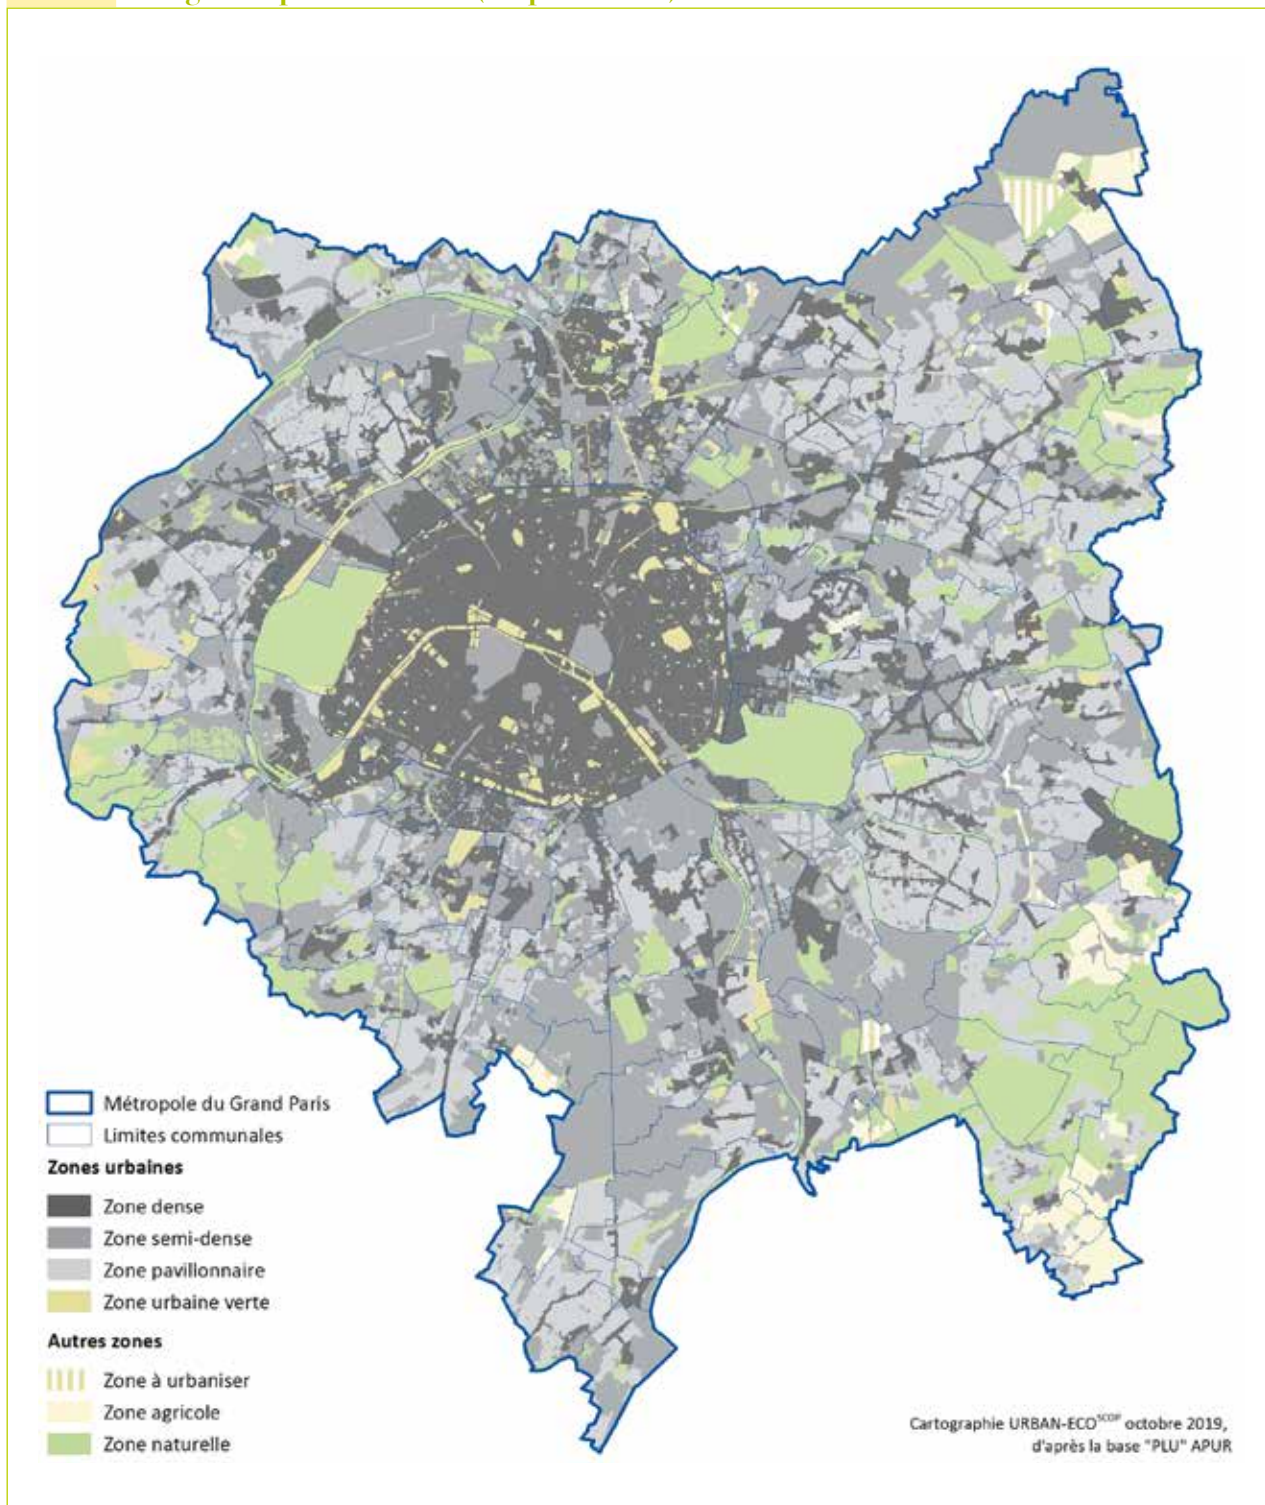 Métropole du Grand Paris
Limites communales
Zones urbaines
Zone dense
Zone semi-dense
Zone pavillonnaire
Zone urbaine verte
Autres zones
Zone à urbaniser
Zone agricole
Zone naturelle
Cartographie URBAN-ECO SCOP octobre 2019,
d'après la base "PLU" APUR